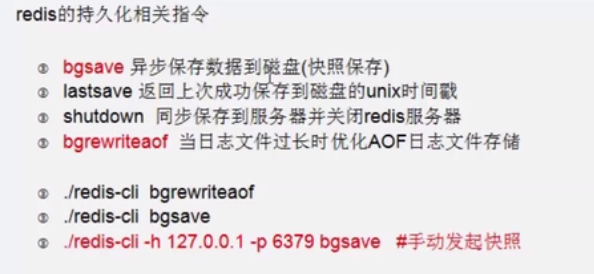 redis的持久化相关指令
bgsave 异步保存数据到磁盘(快照保存)
lastsave 返回上次成功保存到磁盘的unix时间戳
shutdown 同步保存到服务器并关闭redis服务器
bgrewriteaof 当日志文件过长时优化AOF日志文件存储
./redis-cli bgrewriteaof
./redis-cli bgsave
./redis-cli -h 127.0.0.1 -p 6379 bgsave #手动发起快照